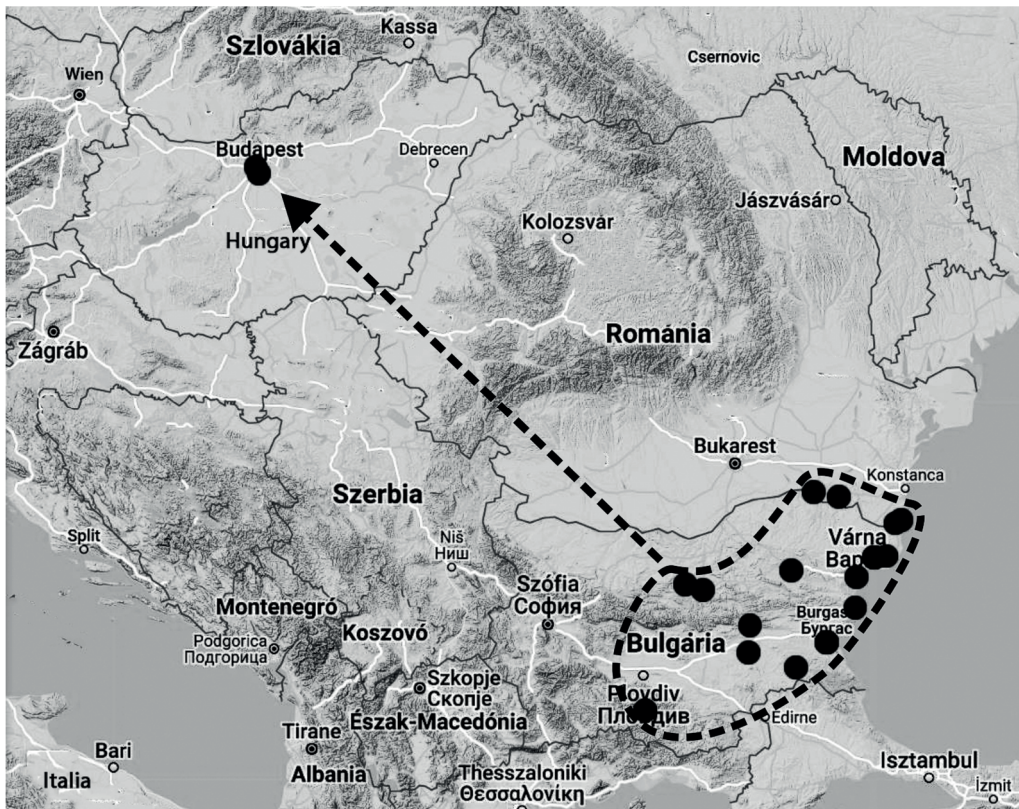 Kassa
Szlovákia
Csernovic
Wien
Budapest
Debrecen
Moldova
Jászvásár
Kolozsvár
Hungary
Románia
Zágráb
Bukarest
Konstanca
Szerbia
Split
Niš
Ниш
Várna
Szófia
София
Montenegró
Burgas
Бургас
Koszovó
Bulgária
Podgorica
Подгорица
Szkopje
Скопје
Plovdiv
Пловдив
Észak-Macedónia
Edirne
Tirane
Bari
Isztambul
Albania
Thesszaloniki
Θεσσαλονίκη
Italia
İzmit